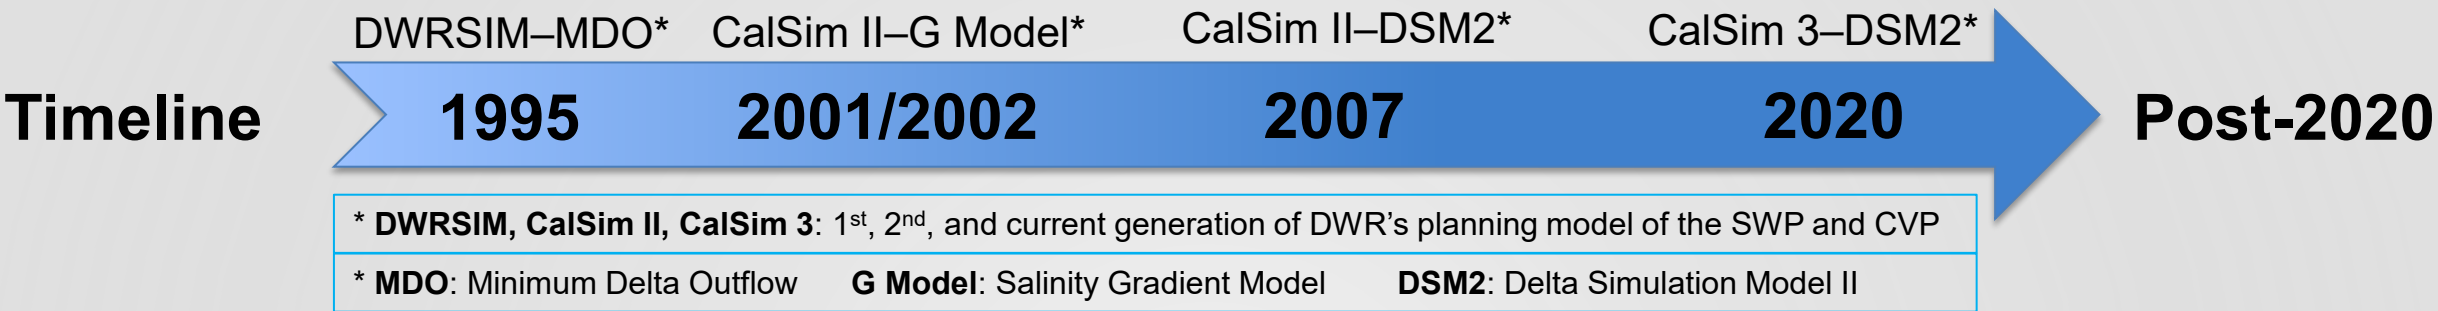 DWRSIM–MDO* CalSim II–G Model* CalSim II–DSM2* CalSim 3–DSM2*
Timeline 1995 2001/2002 2007 2020 Post-2020
* DWRSIM, CalSim II, CalSim 3: 1st, 2nd, and current generation of DWR’s planning model of the SWP and CVP
* MDO: Minimum Delta Outflow G Model: Salinity Gradient Model DSM2: Delta Simulation Model II